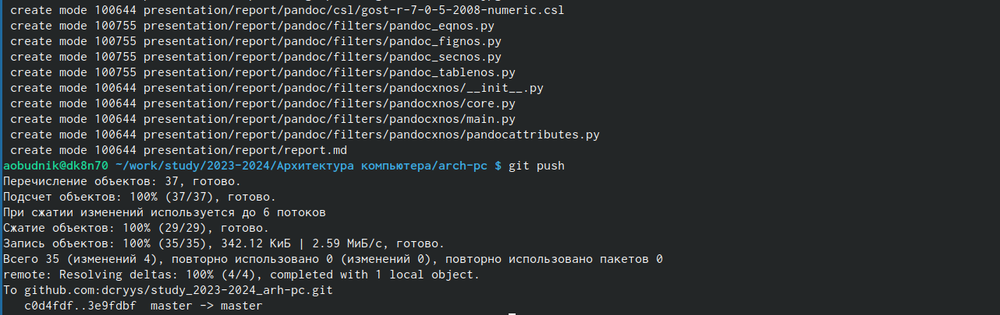 create mode 100644 presentation/report/pandoc/csl/gost-r-7-0-5-2008-numeric.csl
create mode 100755 presentation/report/pandoc/filters/pandoc_eqnos.py
create mode 100755 presentation/report/pandoc/filters/pandoc_fignos.py
create mode 100755 presentation/report/pandoc/filters/pandoc_secnos.py
create mode 100755 presentation/report/pandoc/filters/pandoc_tablenos.py
create mode 100644 presentation/report/pandoc/filters/pandocxnos/__init__.py
create mode 100644 presentation/report/pandoc/filters/pandocxnos/core.py
create mode 100644 presentation/report/pandoc/filters/pandocxnos/main.py
create mode 100644 presentation/report/pandoc/filters/pandocxnos/pandocattributes.py
create mode 100644 presentation/report/report.md
aobudnik@dk8n70 ~/work/study/2023-2024/Архитектура компьютера/arch-pc $ git push
Перечисление объектов: 37, готово.
Подсчет объектов: 100% (37/37), готово.
При сжатии изменений используется до 6 потоков
Сжатие объектов: 100% (29/29), готово.
Запись объектов: 100% (35/35), 342.12 КиБ | 2.59 МиБ/с, готово.
Всего 35 (изменений 4), повторно использовано 0 (изменений 0), повторно использовано пакетов 0
remote: Resolving deltas: 100% (4/4), completed with 1 local object.
To github.com:dcryys/study_2023-2024_arh-pc.git
c0d4fdf..3e9fdbf  master -> master